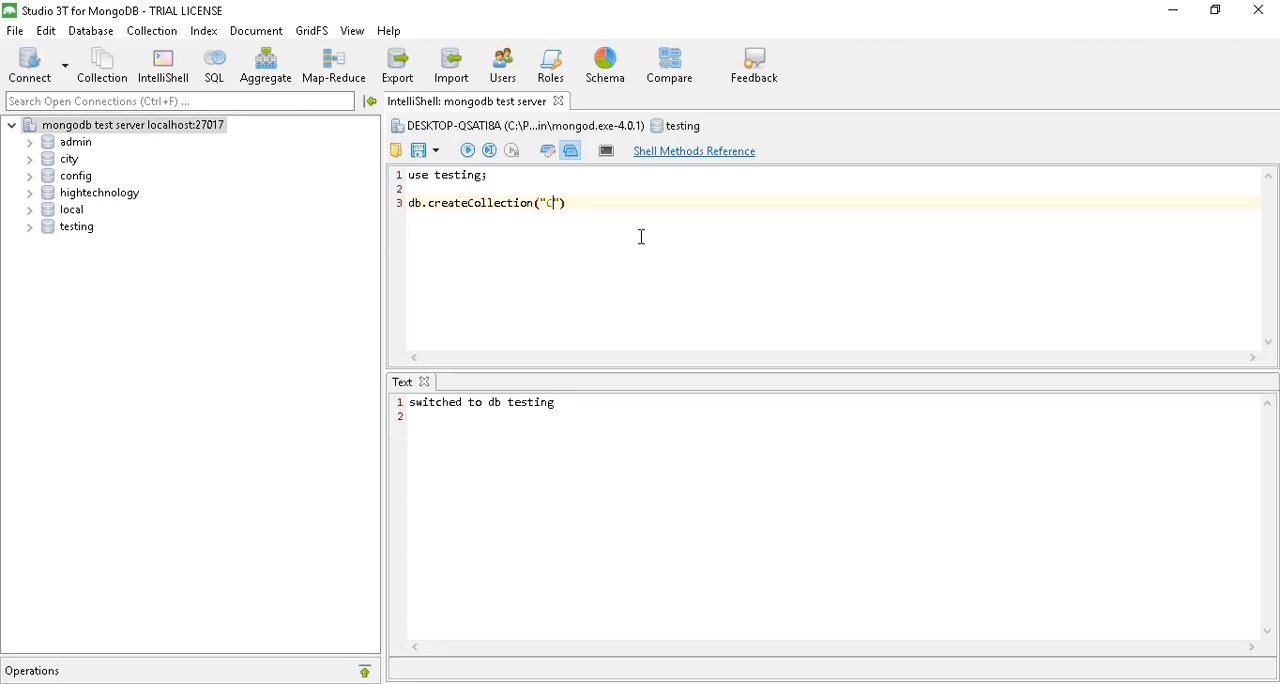 Studio 3T for MongoDB - TRIAL LICENSE
File Edit Database Collection Index Document GridFS View Help
Connect Collection IntelliShell SQL Aggregate Map-Reduce Export Import Users Roles Schema Compare Feedback
Search Open Connections (Ctrl+F) ...
IntelliShell: mongodb test server
mongodb test server localhost:27017
admin
city
config
hightechnology
local
testing
DESKTOP-QSATI8A (C:\P...in\mongod.exe-4.0.1) testing
Shell Methods Reference
1 use testing;
2
3 db.createCollection("C")
Text
1 switched to db testing
2
Operations